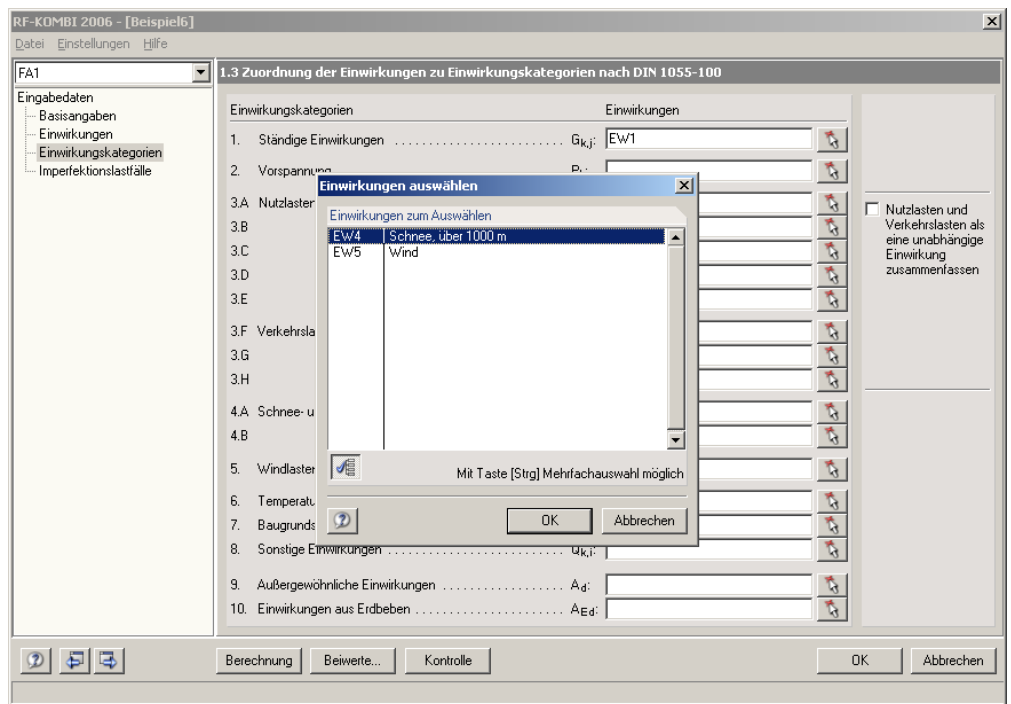 RF-KOMBI 2006 - [Beispiel6]
Datei Einstellungen Hilfe
FA1
1.3 Zuordnung der Einwirkungen zu Einwirkungskategorien nach DIN 1055-100
Eingabedaten
Basisangaben
Einwirkungen
Einwirkungskategorien
Imperfektionslastfälle
Einwirkungskategorien Einwirkungen
1. Ständige Einwirkungen ........................ Gk,j: EW1
2. Vorspannung
3.A Nutzlasten
3.B
3.C
3.D
3.E
3.F Verkehrsla
3.G
3.H
4.A Schnee- u
4.B
5. Windlasten
6. Temperatu
7. Baugrunds
8. Sonstige Einwirkungen ........................ Qk,i:
9. Außergewöhnliche Einwirkungen ................ Ad:
10. Einwirkungen aus Erdbeben .................... AEd:
Nutzlasten und
Verkehrslasten als
eine unabhängige
Einwirkung
zusammenfassen
Einwirkungen auswählen
Einwirkungen zum Auswählen
EW4 Schnee, über 1000 m
EW5 Wind
Mit Taste [Strg] Mehrfachauswahl möglich
OK Abbrechen
Berechnung Beiwerte... Kontrolle OK Abbrechen